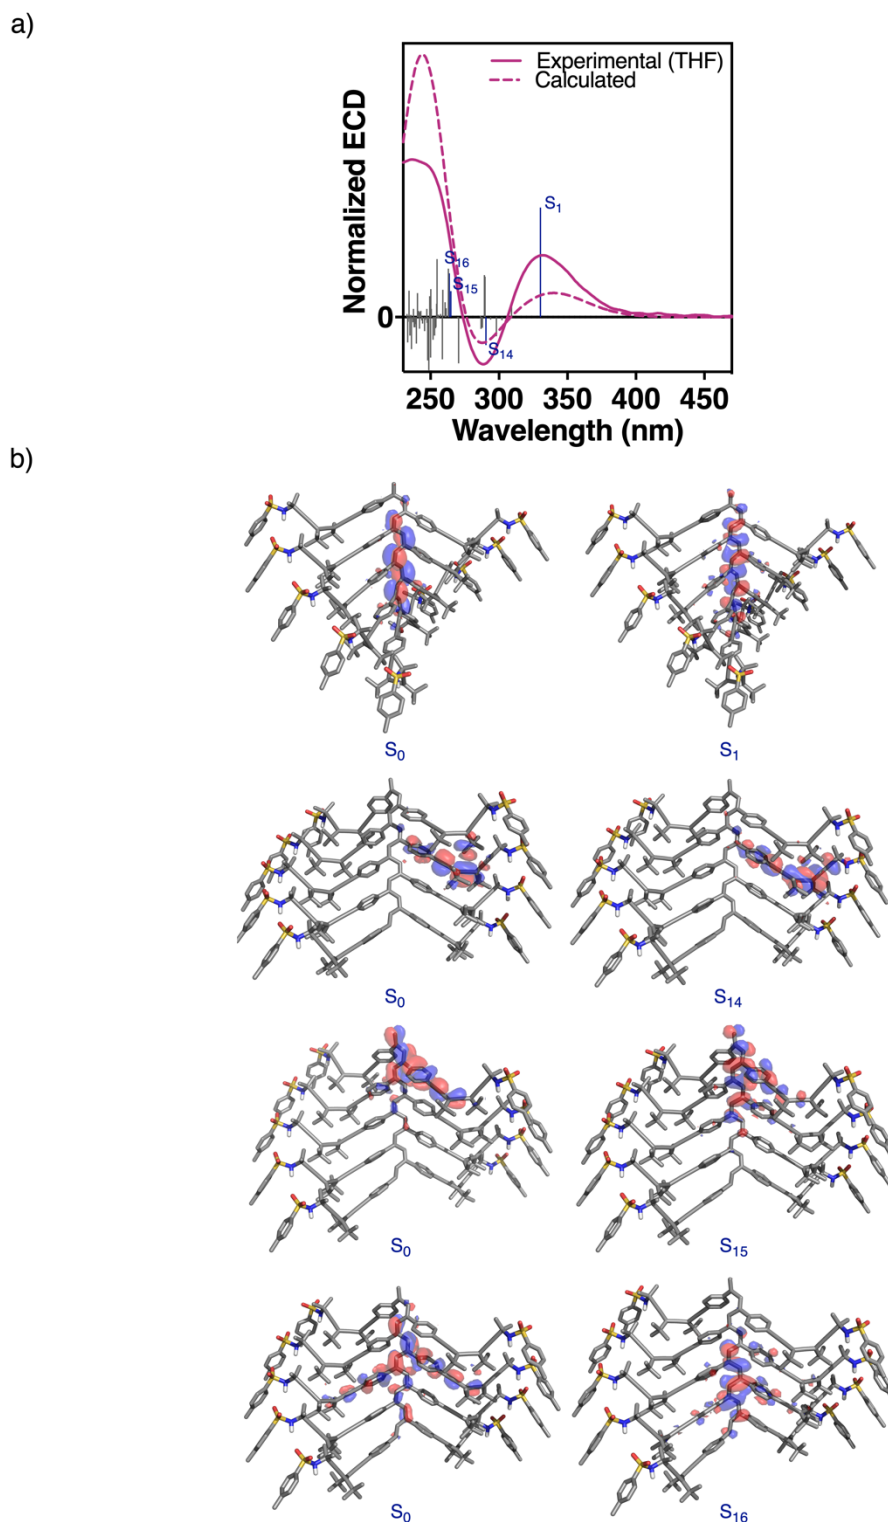 a)
Experimental (THF)
Calculated
Normalized ECD
S₁
S₁₆
S₁₅
0
S₁₄
250 300 350 400 450
Wavelength (nm)
b)
S₀ S₁
S₀ S₁₄
S₀ S₁₅
S₀ S₁₆